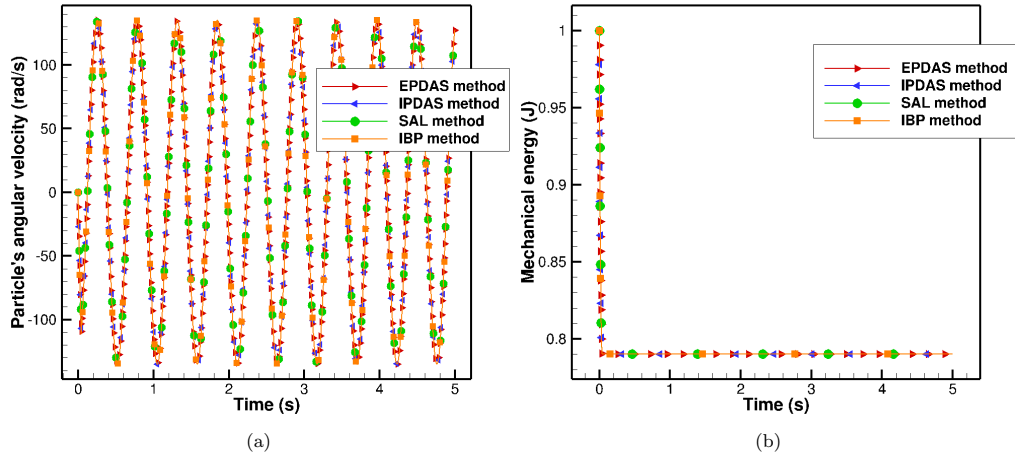 Particle's angular velocity (rad/s)
100
50
0
-50
-100
0
1
2
3
4
5
Time (s)
EPDAS method
IPDAS method
SAL method
IBP method
(a)
Mechanical energy (J)
1
0.95
0.9
0.85
0.8
0
1
2
3
4
5
Time (s)
EPDAS method
IPDAS method
SAL method
IBP method
(b)